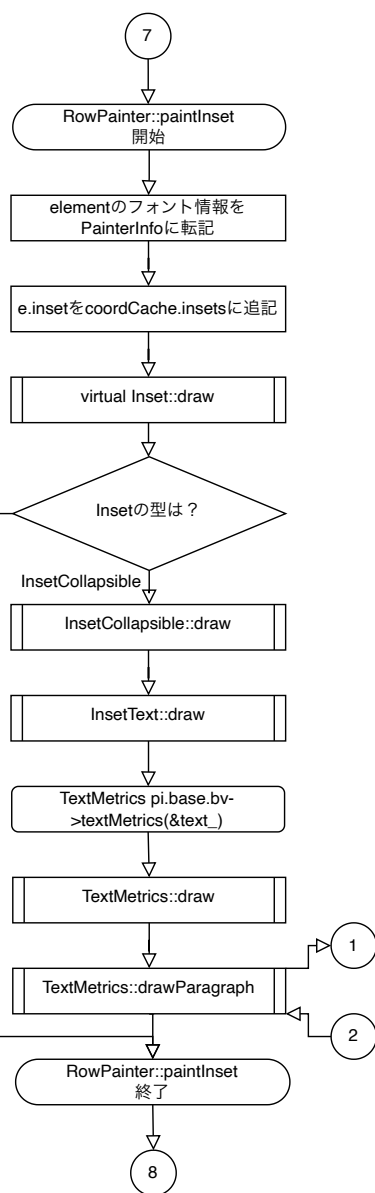 7
RowPainter::paintInset
開始
elementのフォント情報を
PainterInfoに転記
e.insetをcoordCache.insetsに追記
virtual Inset::draw
Insetの型は？
InsetCollapsible
InsetCollapsible::draw
InsetText::draw
TextMetrics pi.base.bv-
>textMetrics(&text_)
TextMetrics::draw
1
TextMetrics::drawParagraph
2
RowPainter::paintInset
終了
8